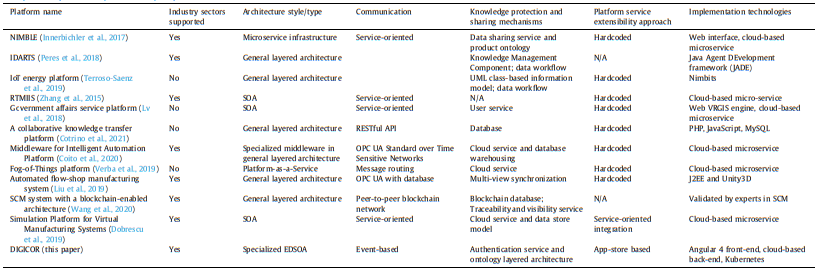 Platform name Industry sectors supported Architecture style/type Communication Knowledge protection and sharing mechanisms Platform service extensibility approach Implementation technologies
NIMBLE (Innerbichler et al., 2017) Yes Microservice infrastructure Service-oriented Data sharing service and product ontology Hardcoded Web interface, cloud-based microservice
IDARTS (Peres et al., 2018) Yes General layered architecture Knowledge Management Component; data workflow N/A Java Agent DEvelopment framework (JADE)
IoT energy platform (Terroso-Saenz et al., 2019) No General layered architecture UML class-based information model; data workflow Hardcoded Nimbits
RTMIIS (Zhang et al., 2015) Yes SOA Service-oriented N/A Hardcoded Cloud-based micro-service
Government affairs service platform (Lv et al., 2018) No SOA Service-oriented User service Hardcoded Web VRGIS engine, cloud-based microservice
A collaborative knowledge transfer platform (Cotrino et al., 2021) No General layered architecture RESTful API Database Hardcoded PHP, JavaScript, MySQL
Middleware for Intelligent Automation Platform (Coito et al., 2020) Yes Specialized middleware in general layered architecture OPC UA Standard over Time Sensitive Networks Cloud service and database warehousing Hardcoded Cloud-based microservice
Fog-of-Things platform (Verba et al., 2019) No Platform-as-a-Service Message routing Cloud service Hardcoded Cloud-based microservice
Automated flow-shop manufacturing system (Liu et al., 2019) Yes General layered architecture OPC UA with database Multi-view synchronization Hardcoded J2EE and Unity3D
SCM system with a blockchain-enabled architecture (Wang et al., 2020) Yes General layered architecture Peer-to-peer blockchain network Blockchain database; Traceability and visibility service N/A Validated by experts in SCM
Simulation Platform for Virtual Manufacturing Systems (Dobrescu et al., 2019) Yes SOA Service-oriented Cloud service and data store model Service-oriented integration Cloud-based microservice
DIGICOR (this paper) Yes Specialized EDSOA Event-based Authentication service and ontology layered architecture App-store based Angular 4 front-end, cloud-based back-end, Kubernetes